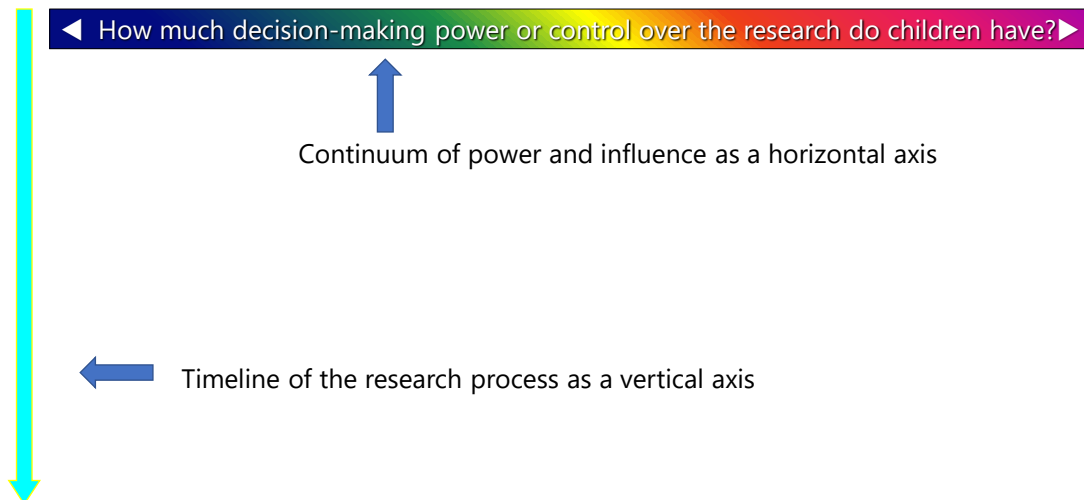 ◀ How much decision-making power or control over the research do children have?▶
Continuum of power and influence as a horizontal axis
Timeline of the research process as a vertical axis